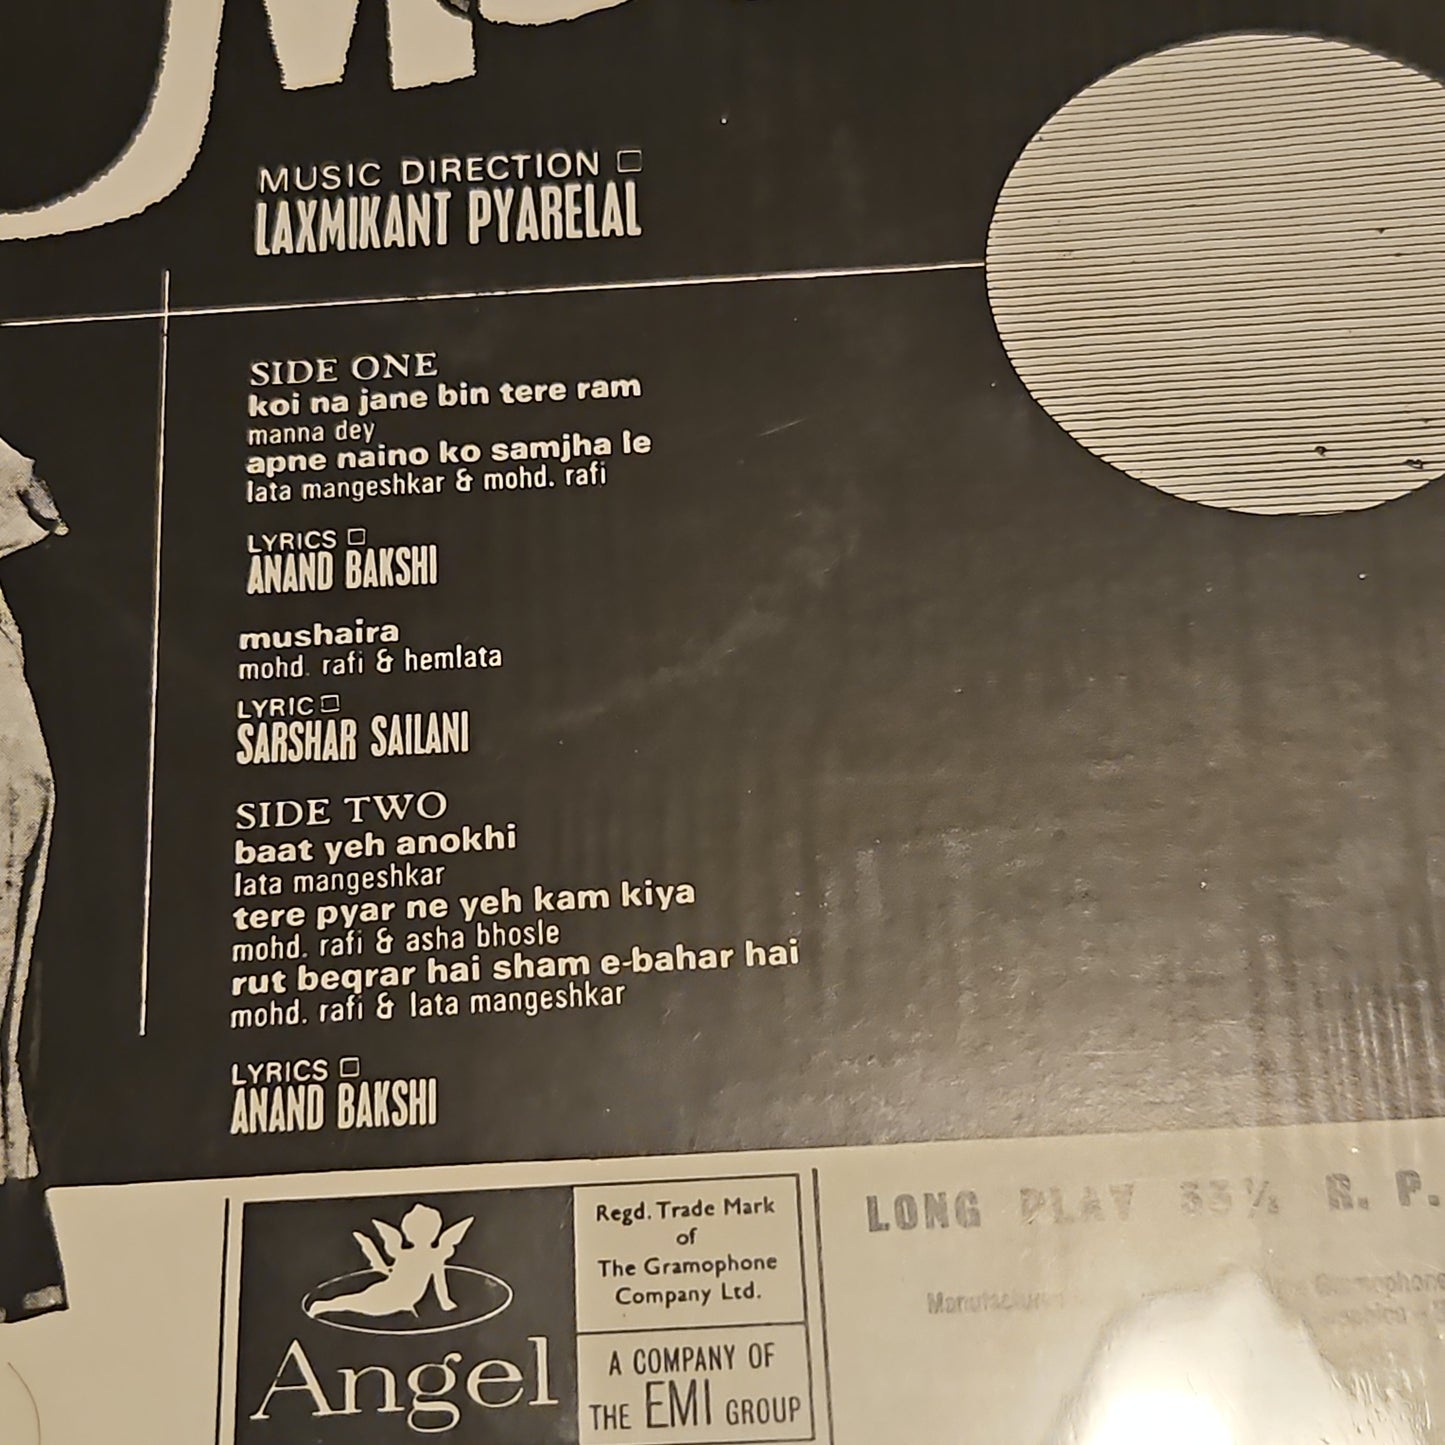 MUSIC DIRECTION
LAXMIKANT PYARELAL
SIDE ONE
koi na jane bin tere ram
manna dey
apne naino ko samjha le
lata mangeshkar & mohd. rafi
LYRICS
ANAND BAKSHI
mushaira
mohd. rafi & hemlata
LYRIC
SARSHAR SAILANI
SIDE TWO
baat yeh anokhi
lata mangeshkar
tere pyar ne yeh kam kiya
mohd. rafi & asha bhosle
rut beqrar hai sham e-bahar hai
mohd. rafi & lata mangeshkar
LYRICS
ANAND BAKSHI
Angel
Regd. Trade Mark
of
The Gramophone
Company Ltd.
A COMPANY OF
THE EMI GROUP
LONG PLAY 33⅓ R. P.
Gramophone